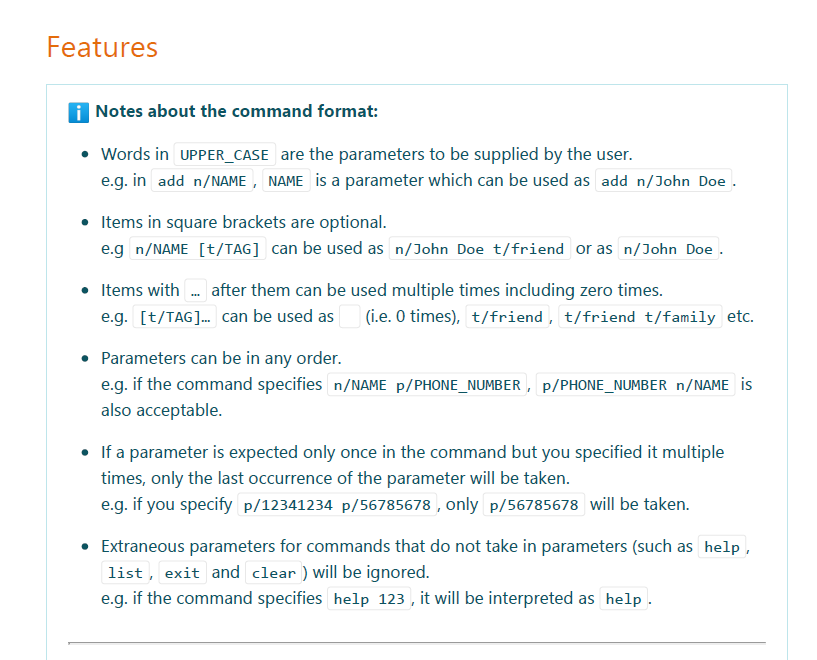 Features
i Notes about the command format:
• Words in UPPER_CASE are the parameters to be supplied by the user.
e.g. in add n/NAME, NAME is a parameter which can be used as add n/John Doe.
• Items in square brackets are optional.
e.g n/NAME [t/TAG] can be used as n/John Doe t/friend or as n/John Doe.
• Items with … after them can be used multiple times including zero times.
e.g. [t/TAG]… can be used as   (i.e. 0 times), t/friend, t/friend t/family etc.
• Parameters can be in any order.
e.g. if the command specifies n/NAME p/PHONE_NUMBER, p/PHONE_NUMBER n/NAME is
also acceptable.
• If a parameter is expected only once in the command but you specified it multiple
times, only the last occurrence of the parameter will be taken.
e.g. if you specify p/12341234 p/56785678, only p/56785678 will be taken.
• Extraneous parameters for commands that do not take in parameters (such as help,
list, exit and clear) will be ignored.
e.g. if the command specifies help 123, it will be interpreted as help.